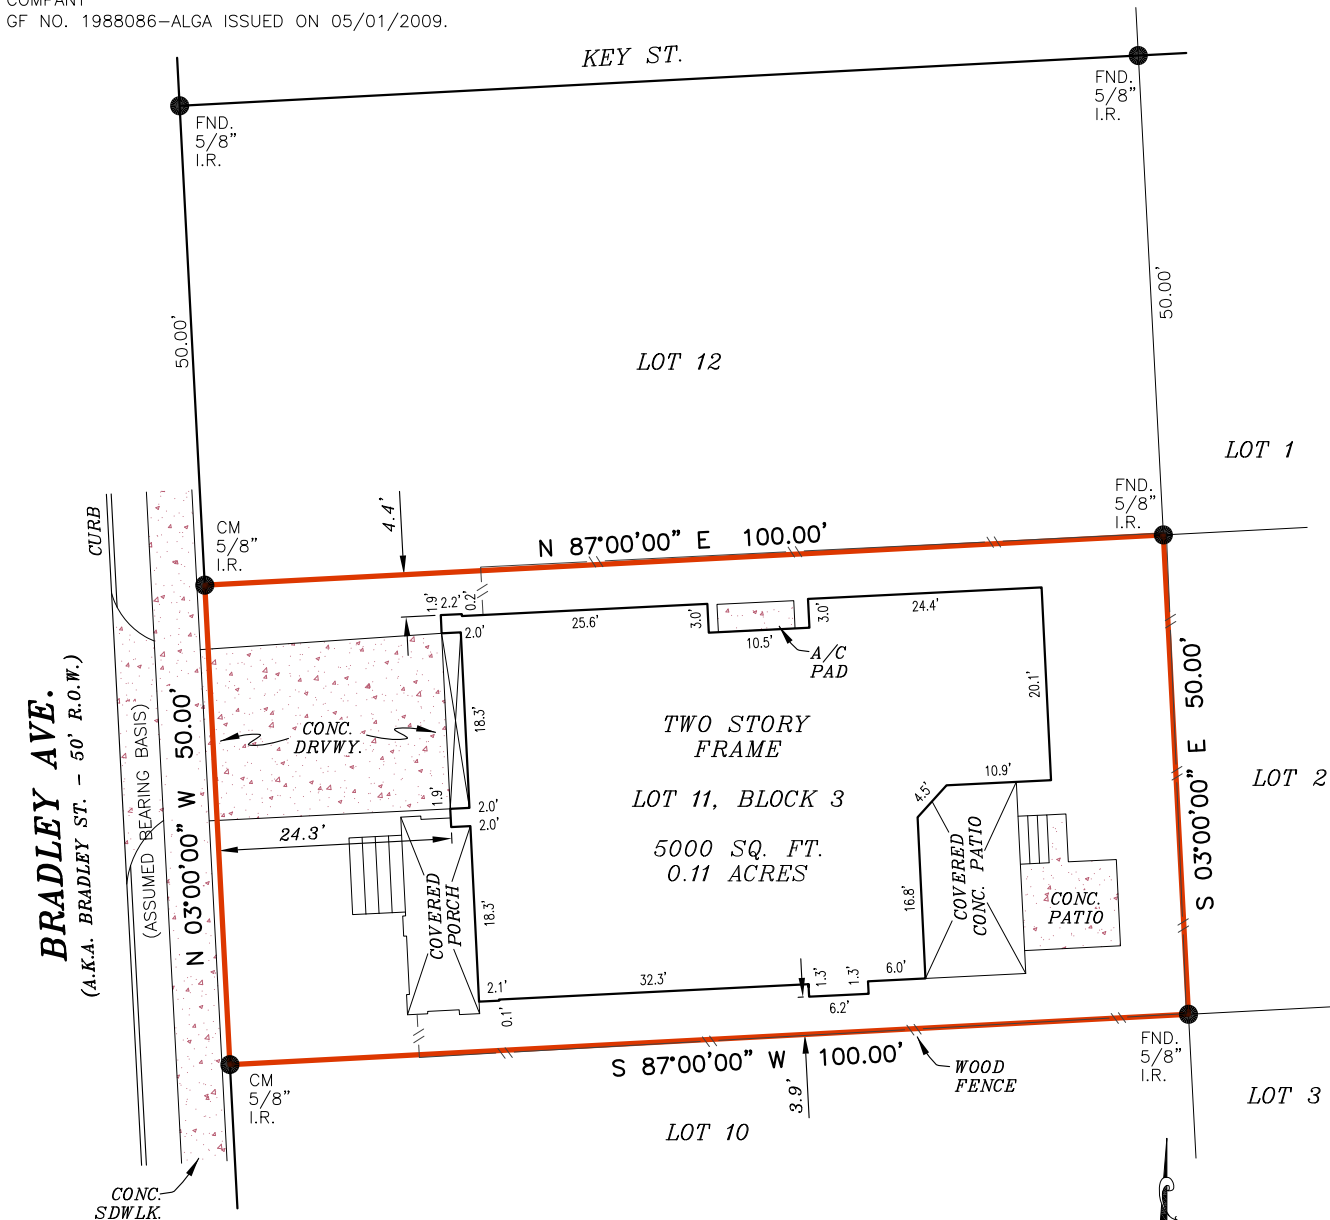 GF NO. 1988086-ALGA ISSUED ON 05/01/2009.
KEY ST.
FND.
5/8"
I.R.
FND.
5/8"
I.R.
50.00'
50.00'
LOT 12
LOT 1
CURB
4.4'
CM
5/8"
I.R.
N 87°00'00" E 100.00'
FND.
5/8"
I.R.
1.9'
2.2'
0.2'
2.0'
25.6'
3.0'
10.5'
3.0'
24.4'
A/C
PAD
20.1'
BRADLEY AVE.
(A.K.A. BRADLEY ST. - 50' R.O.W.)
(ASSUMED BEARING BASIS)
N 03°00'00" W 50.00'
CONC.
DRVWY.
18.3'
TWO STORY
FRAME
LOT 11, BLOCK 3
5000 SQ. FT.
0.11 ACRES
10.9'
4.5'
S 03°00'00" E 50.00'
LOT 2
1.9'
2.0'
2.0'
24.3'
COVERED
PORCH
18.3'
16.8'
COVERED
CONC. PATIO
CONC.
PATIO
2.1'
0.1'
32.3'
1.3'
1.3'
6.0'
6.2'
S 87°00'00" W 100.00'
3.9'
WOOD
FENCE
FND.
5/8"
I.R.
CM
5/8"
I.R.
LOT 10
LOT 3
CONC.
SDWLK.